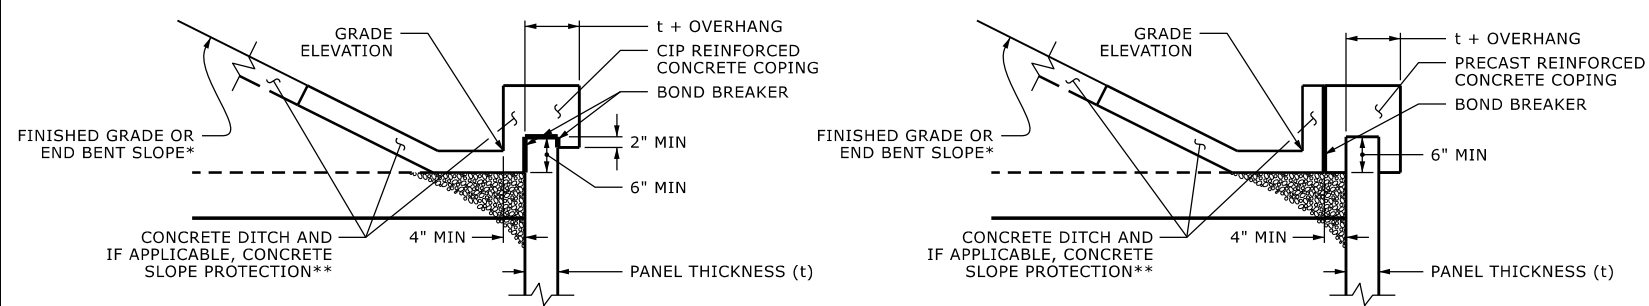 t + OVERHANG
GRADE
ELEVATION
CIP REINFORCED
CONCRETE COPING
BOND BREAKER
FINISHED GRADE OR
END BENT SLOPE*
2" MIN
6" MIN
CONCRETE DITCH AND
IF APPLICABLE, CONCRETE
SLOPE PROTECTION**
4" MIN
PANEL THICKNESS (t)
GRADE
ELEVATION
t + OVERHANG
PRECAST REINFORCED
CONCRETE COPING
BOND BREAKER
FINISHED GRADE OR
END BENT SLOPE*
6" MIN
CONCRETE DITCH AND
IF APPLICABLE, CONCRETE
SLOPE PROTECTION**
4" MIN
PANEL THICKNESS (t)